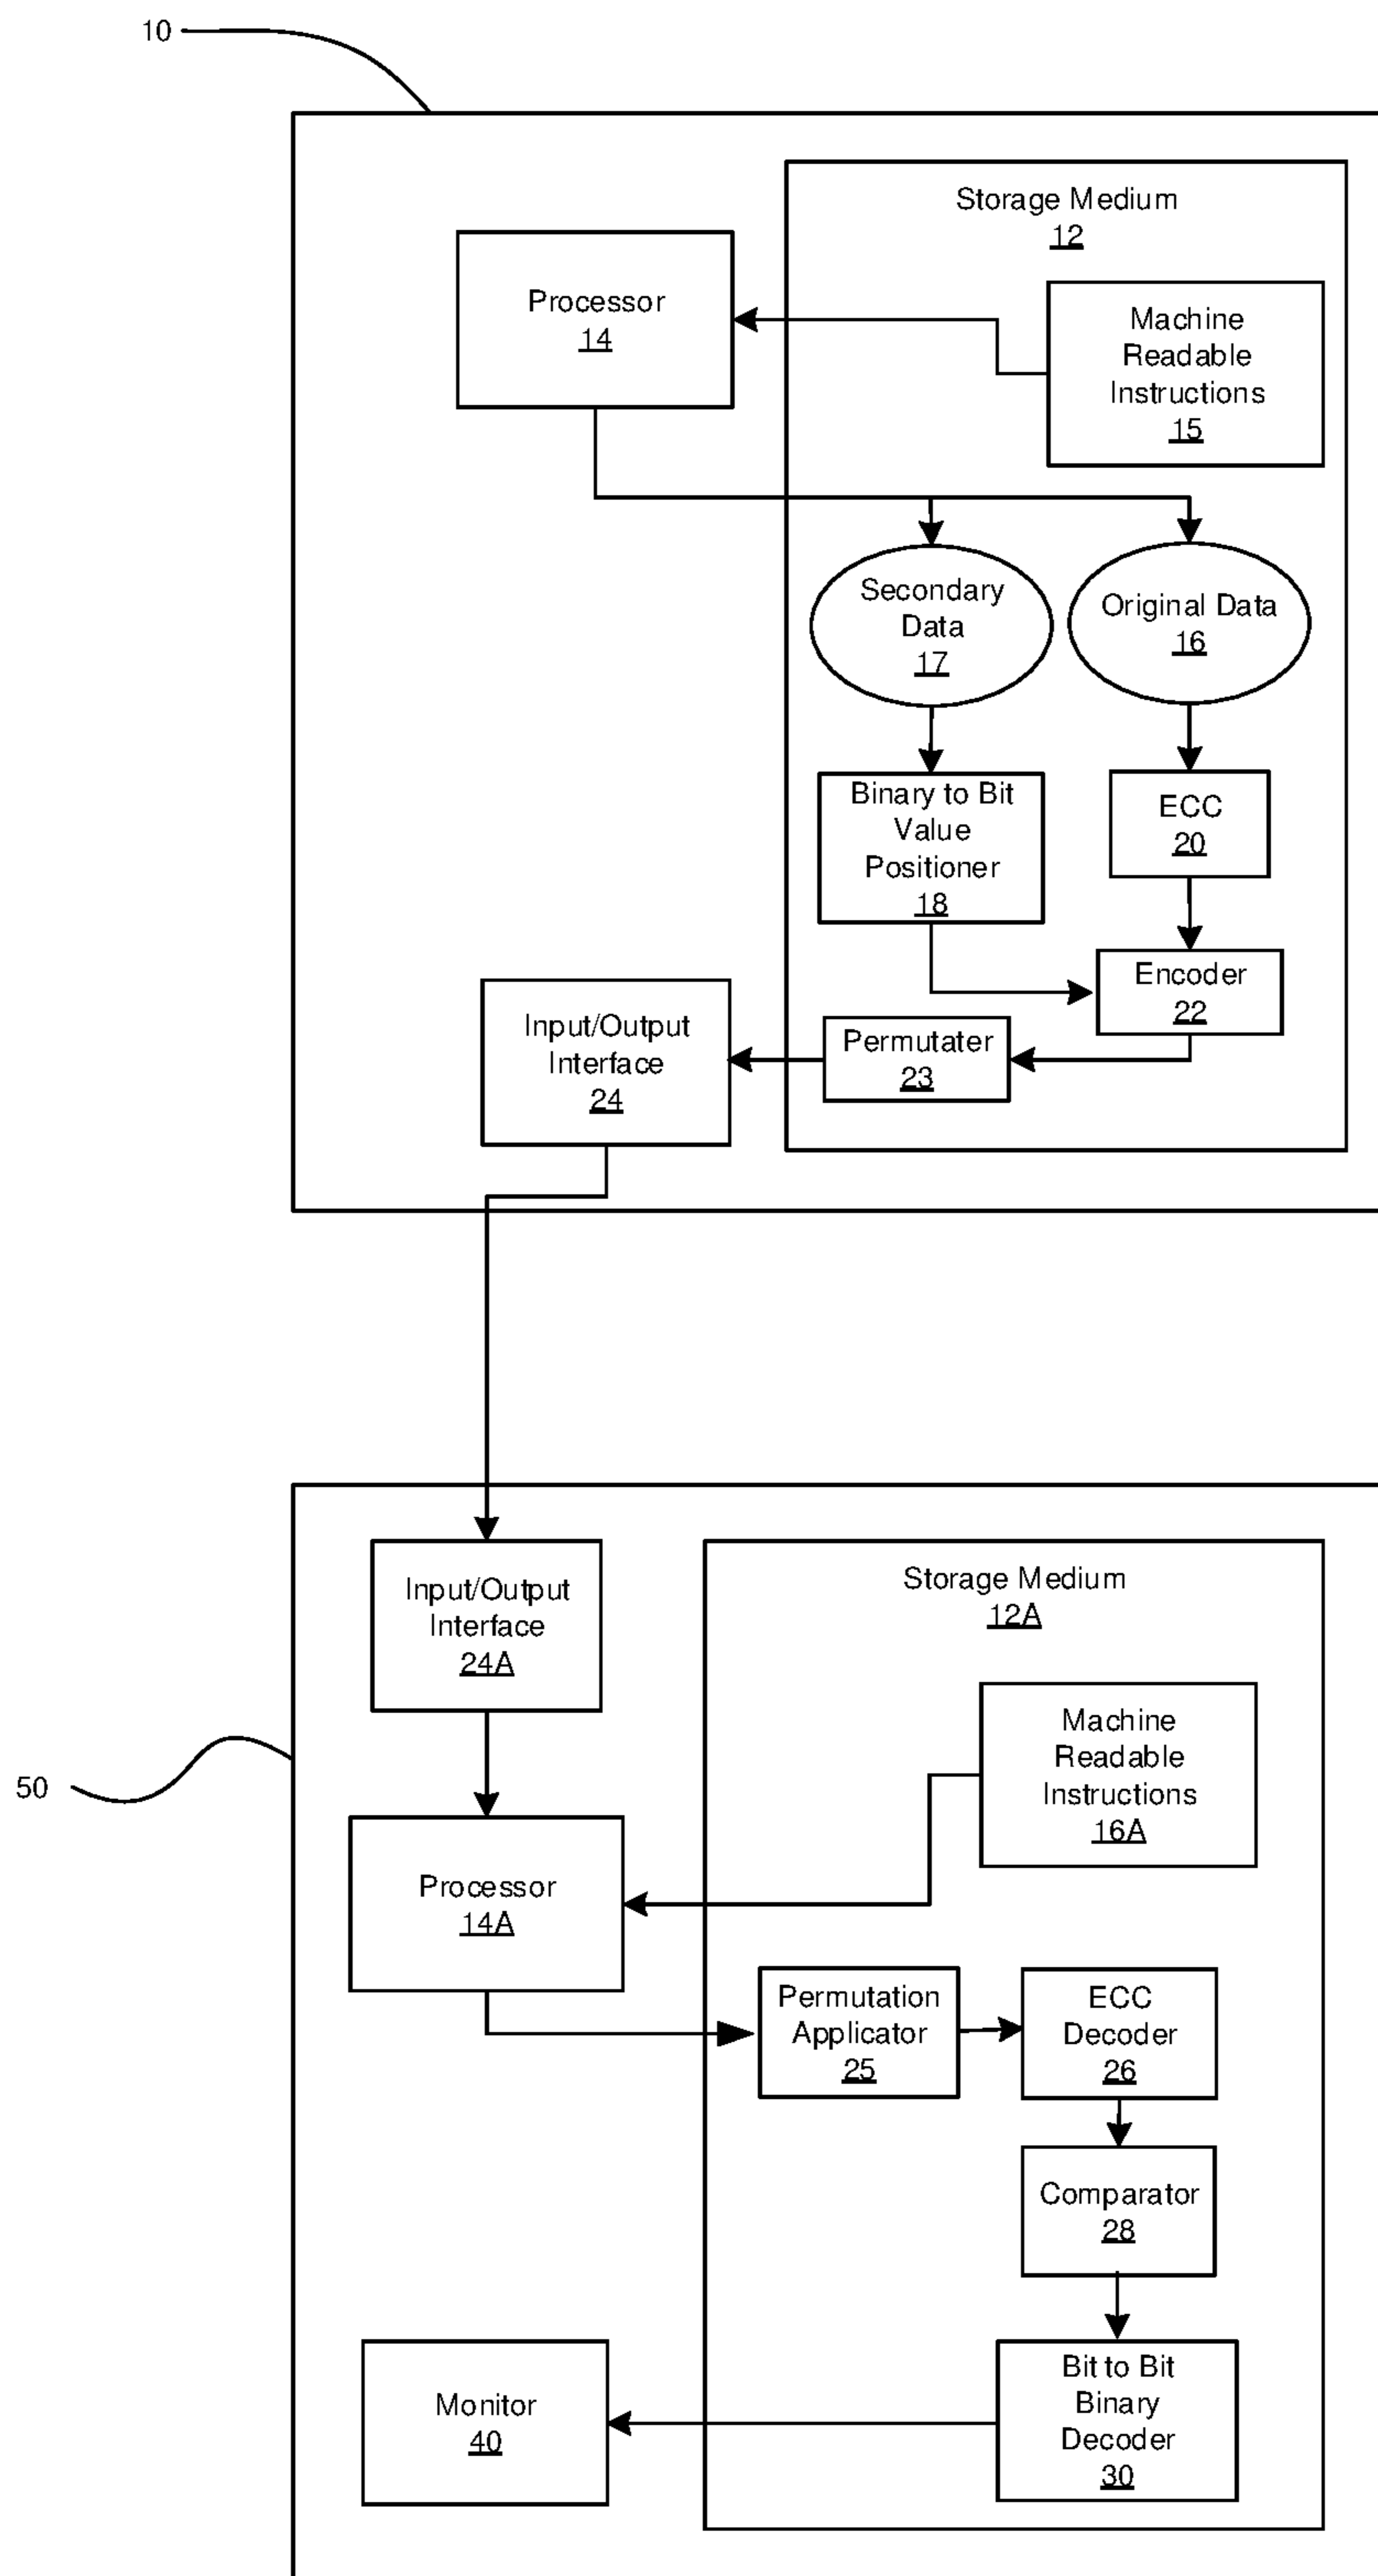 10
Storage Medium
12
Processor
14
Machine
Readable
Instructions
15
Secondary
Data
17
Original Data
16
Binary to Bit
Value
Positioner
18
ECC
20
Encoder
22
Permutater
23
Input/Output
Interface
24
Input/Output
Interface
24A
Storage Medium
12A
Machine
Readable
Instructions
16A
50
Processor
14A
Permutation
Applicator
25
ECC
Decoder
26
Comparator
28
Bit to Bit
Binary
Decoder
30
Monitor
40